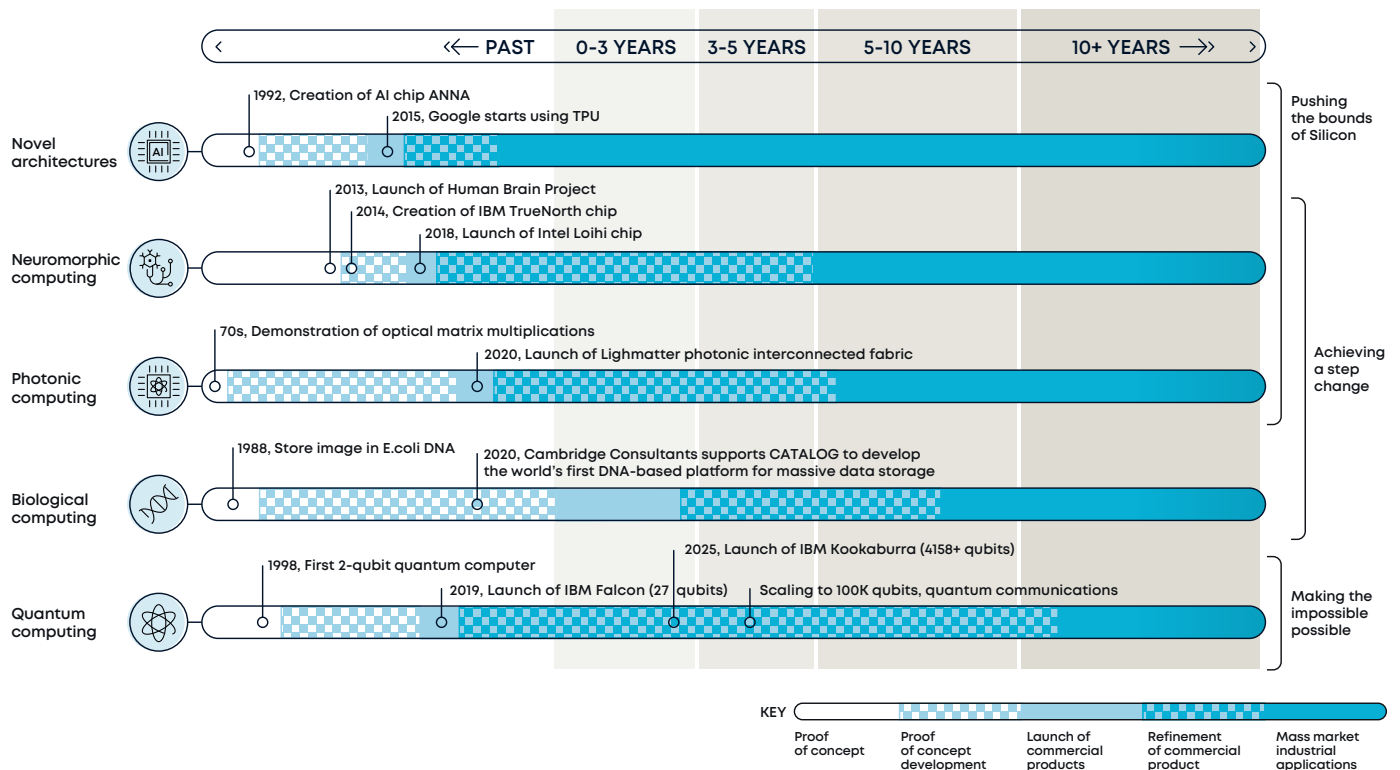 PAST
0-3 YEARS
3-5 YEARS
5-10 YEARS
10+ YEARS
1992, Creation of AI chip ANNA
2015, Google starts using TPU
Novel
architectures
AI
Pushing
the bounds
of Silicon
2013, Launch of Human Brain Project
2014, Creation of IBM TrueNorth chip
2018, Launch of Intel Loihi chip
Neuromorphic
computing
70s, Demonstration of optical matrix multiplications
2020, Launch of Lighmatter photonic interconnected fabric
Photonic
computing
Achieving
a step
change
1988, Store image in E.coli DNA
2020, Cambridge Consultants supports CATALOG to develop
the world's first DNA-based platform for massive data storage
Biological
computing
2025, Launch of IBM Kookaburra (4158+ qubits)
1998, First 2-qubit quantum computer
2019, Launch of IBM Falcon (27 qubits)
Scaling to 100K qubits, quantum communications
Quantum
computing
Making the
impossible
possible
KEY
Proof
of concept
Proof
of concept
development
Launch of
commercial
products
Refinement
of commercial
product
Mass market
industrial
applications